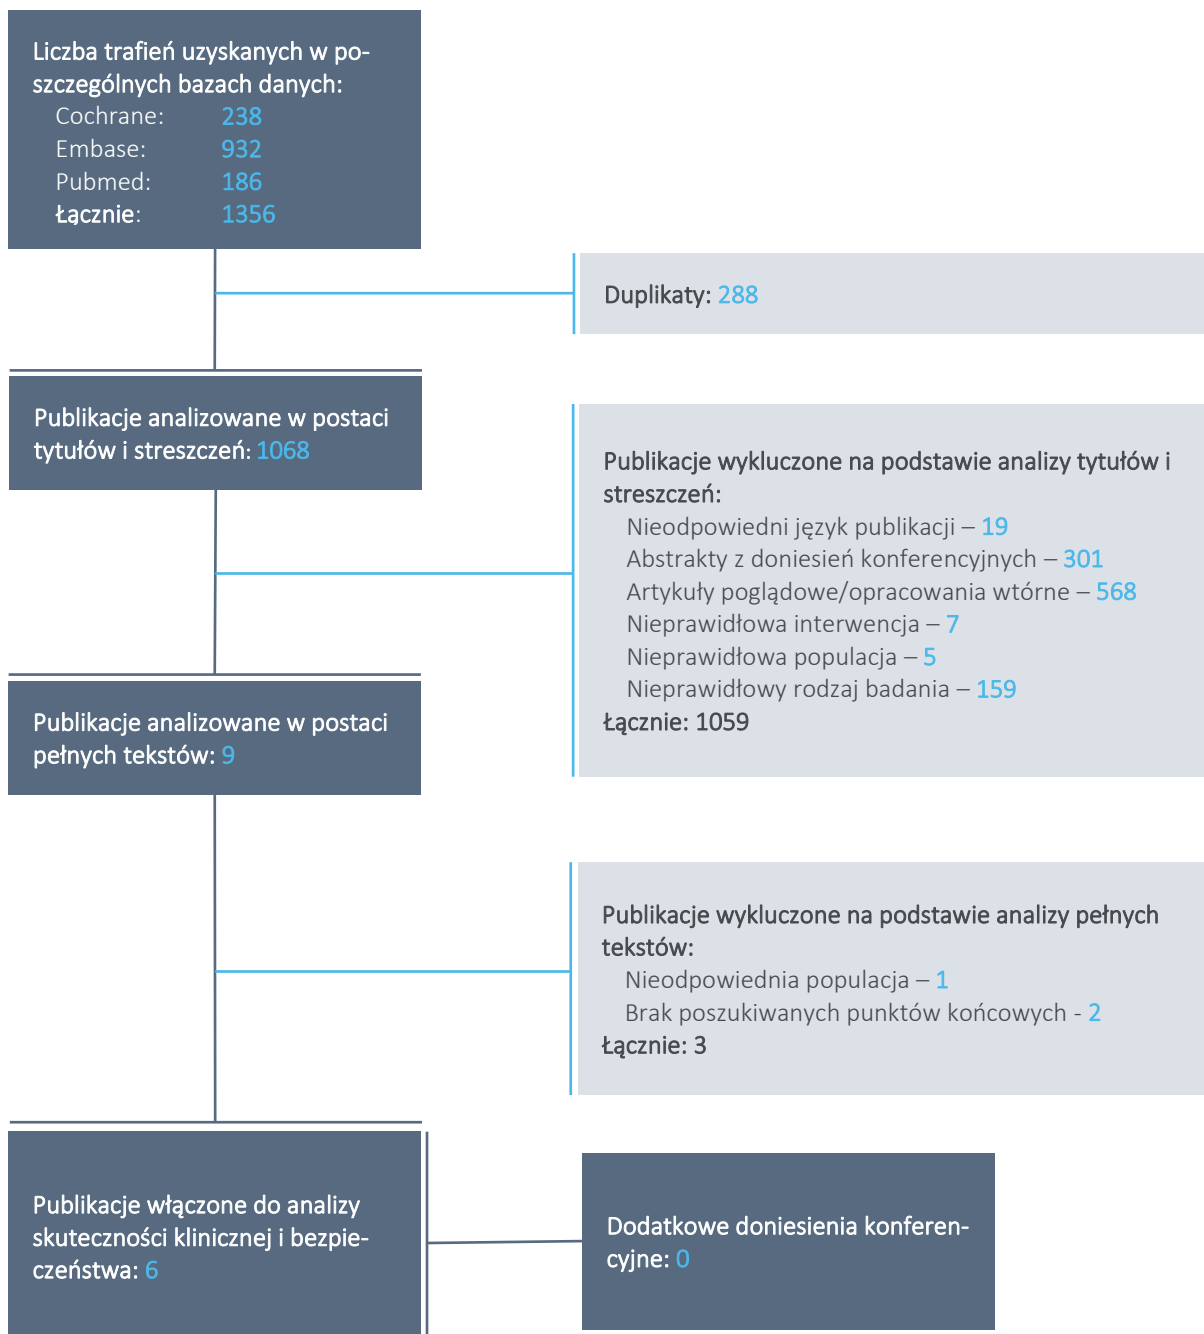 Liczba trafień uzyskanych w po-
szczególnych bazach danych:
Cochrane: 238
Embase: 932
Pubmed: 186
Łącznie: 1356
Duplikaty: 288
Publikacje analizowane w postaci
tytułów i streszczeń: 1068
Publikacje wykluczone na podstawie analizy tytułów i
streszczeń:
Nieodpowiedni język publikacji – 19
Abstrakty z doniesień konferencyjnych – 301
Artykuły poglądowe/opracowania wtórne – 568
Nieprawidłowa interwencja – 7
Nieprawidłowa populacja – 5
Nieprawidłowy rodzaj badania – 159
Łącznie: 1059
Publikacje analizowane w postaci
pełnych tekstów: 9
Publikacje wykluczone na podstawie analizy pełnych
tekstów:
Nieodpowiednia populacja – 1
Brak poszukiwanych punktów końcowych - 2
Łącznie: 3
Publikacje włączone do analizy
skuteczności klinicznej i bezpie-
czeństwa: 6
Dodatkowe doniesienia konferen-
cyjne: 0